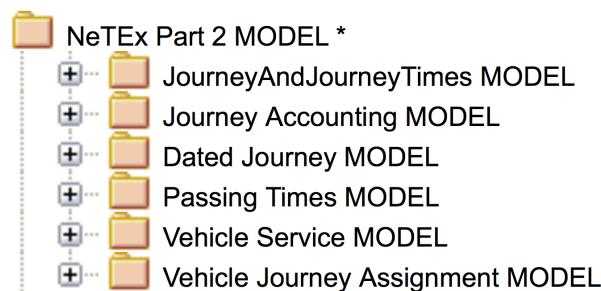 NeTEx Part 2 MODEL *
JourneyAndJourneyTimes MODEL
Journey Accounting MODEL
Dated Journey MODEL
Passing Times MODEL
Vehicle Service MODEL
Vehicle Journey Assignment MODEL